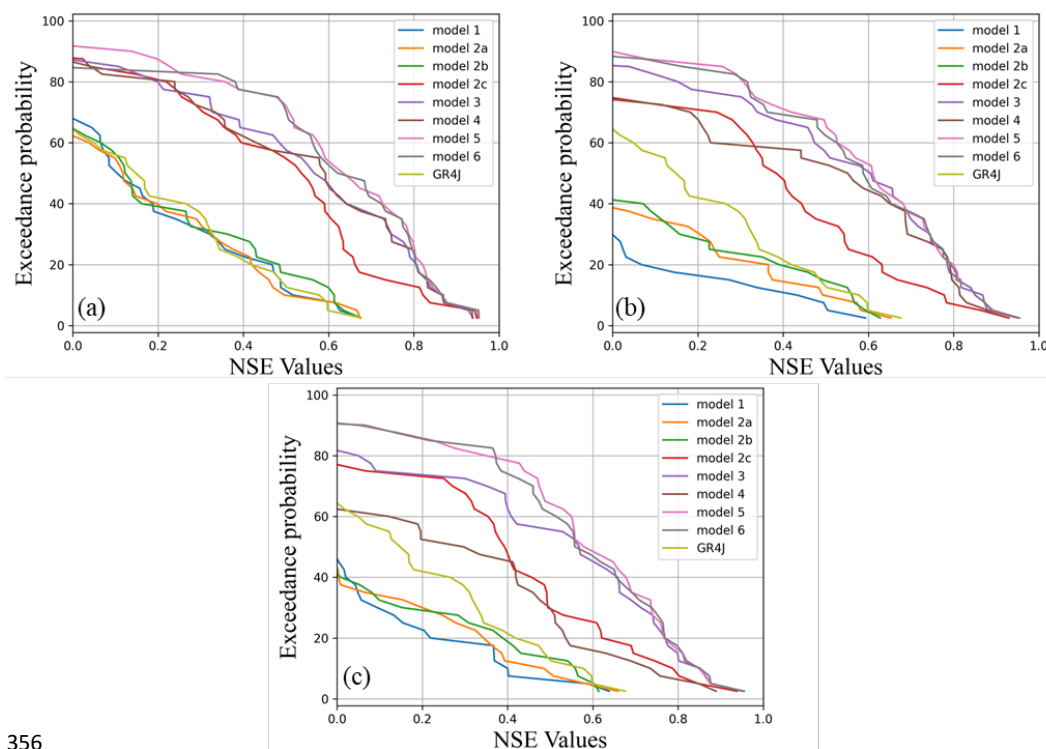 100
80
60
40
20
0
Exceedance probability
0.0 0.2 0.4 0.6 0.8 1.0
NSE Values
(a)
model 1
model 2a
model 2b
model 2c
model 3
model 4
model 5
model 6
GR4J
100
80
60
40
20
0
Exceedance probability
0.0 0.2 0.4 0.6 0.8 1.0
NSE Values
(b)
model 1
model 2a
model 2b
model 2c
model 3
model 4
model 5
model 6
GR4J
100
80
60
40
20
0
Exceedance probability
0.0 0.2 0.4 0.6 0.8 1.0
NSE Values
(c)
model 1
model 2a
model 2b
model 2c
model 3
model 4
model 5
model 6
GR4J
356